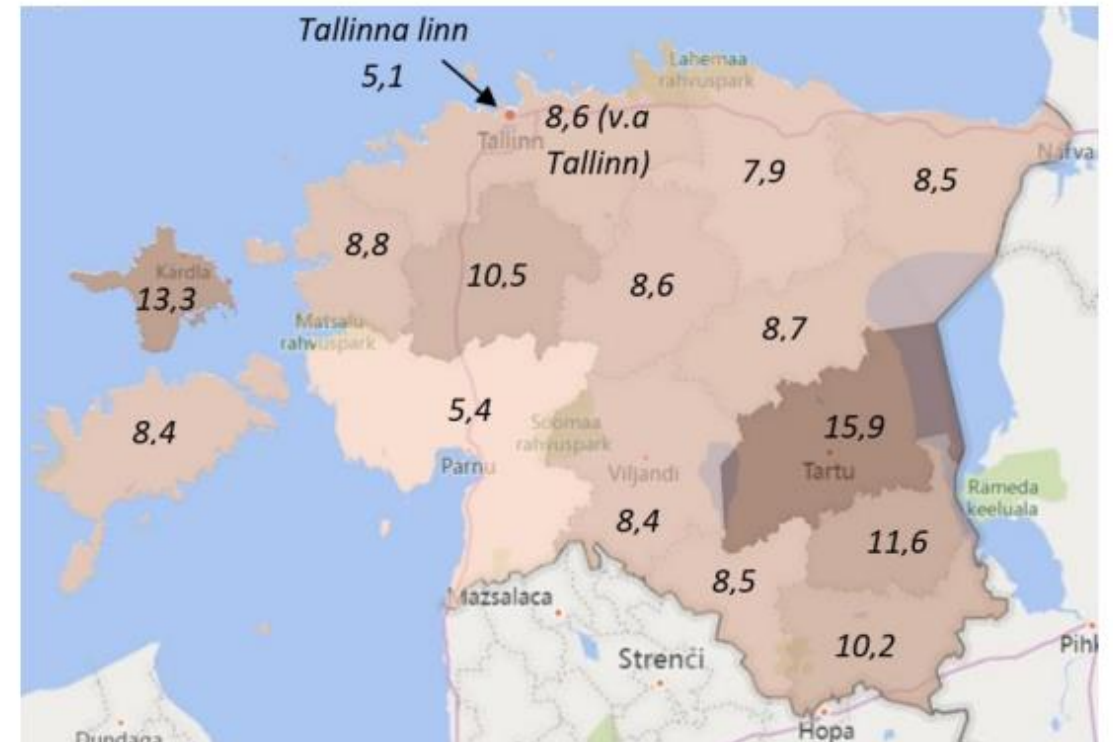 Tallinna linn
5,1
Lahemaa
rahvuspark
8,6 (v.a
Tallinn)
Tallinn
7,9
Narva
8,5
8,8
Kärdla
13,3
10,5
8,6
Matsalu
rahvuspark
8,7
5,4
8,4
Soomaa
rahvuspark
15,9
Parnu
Viljandi
Tartu
Rameda
keeluala
8,4
11,6
8,5
Mazsalaca
10,2
Strenči
Pihk
Hopa
Dundaga